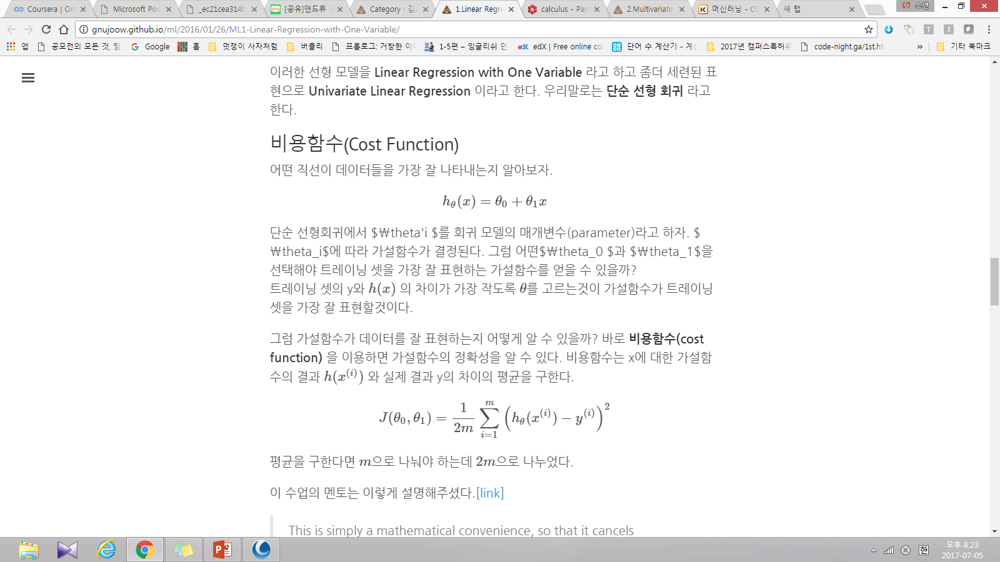 Coursera | On
Microsoft Pow
_ec21cea314b
[공유]앤드류
Category · 김
1.Linear Regre
calculus - Par
2.Multivariate
머신러닝 - CO
새 탭
소연
gnujoow.github.io/ml/2016/01/26/ML1-Linear-Regression-with-One-Variable/
앱
공모전의 모든 것, 탑
Google
홈
멋쟁이 사자처럼
버클리
프롤로그: 거창한 이
1-5편 – 잉글리쉬 인
edX | Free online co
단어 수 계산기 - 계
2017년 캠퍼스특허유
code-night.ga/1st.ht
»
기타 북마크
이러한 선형 모델을 Linear Regression with One Variable 라고 하고 좀더 세련된 표
현으로 Univariate Linear Regression 이라고 한다. 우리말로는 단순 선형 회귀 라고
한다.
비용함수(Cost Function)
어떤 직선이 데이터들을 가장 잘 나타내는지 알아보자.
hθ(x) = θ0 + θ1x
단순 선형회귀에서 $₩theta'i $를 회귀 모델의 매개변수(parameter)라고 하자. $
₩theta_i$에 따라 가설함수가 결정된다. 그럼 어떤$₩theta_0 $과 $₩theta_1$을
선택해야 트레이닝 셋을 가장 잘 표현하는 가설함수를 얻을 수 있을까?
트레이닝 셋의 y와 h(x) 의 차이가 가장 작도록 θ를 고르는것이 가설함수가 트레이닝
셋을 가장 잘 표현할것이다.
그럼 가설함수가 데이터를 잘 표현하는지 어떻게 알 수 있을까? 바로 비용함수(cost
function) 을 이용하면 가설함수의 정확성을 알 수 있다. 비용함수는 x에 대한 가설함
수의 결과 h(x^(i)) 와 실제 결과 y의 차이의 평균을 구한다.
J(θ0, θ1) = 1/2m ∑_{i=1}^{m} (hθ(x^(i)) − y^(i))^2
평균을 구한다면 m으로 나눠야 하는데 2m으로 나누었다.
이 수업의 멘토는 이렇게 설명해주셨다.[link]
This is simply a mathematical convenience, so that it cancels
한
오후 8:23
2017-07-05